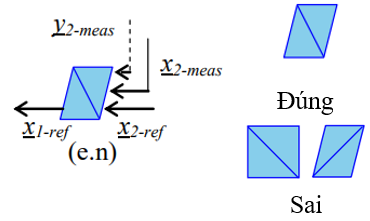 y2-meas
x2-meas
x1-ref
x2-ref
(e.n)
Đúng
Sai